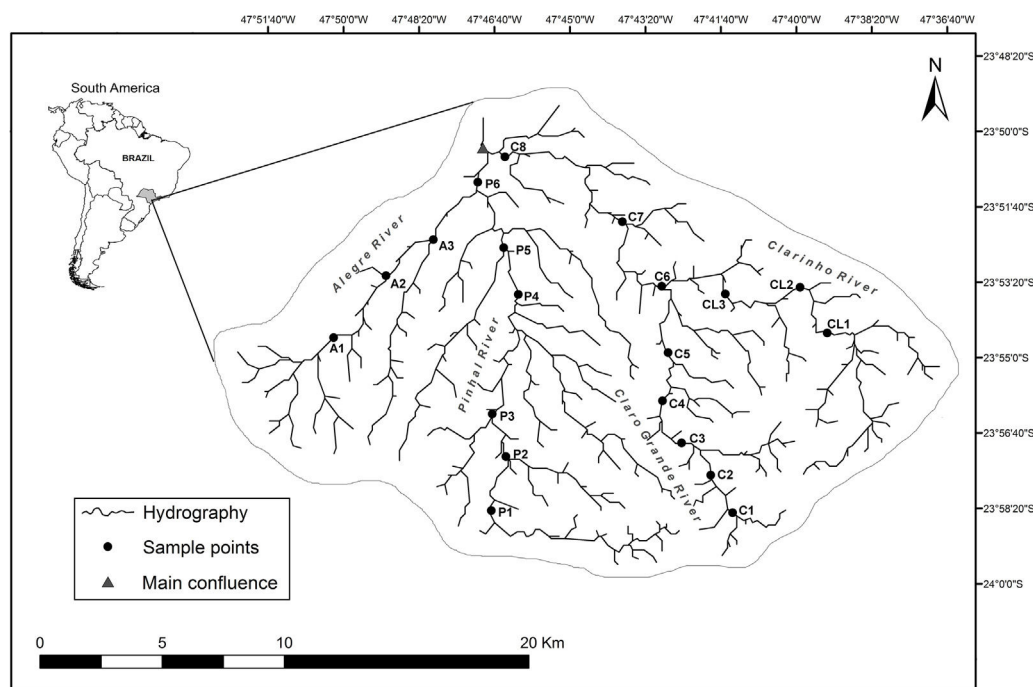 47°51'40"W 47°50'0"W 47°48'20"W 47°46'40"W 47°45'0"W 47°43'20"W 47°41'40"W 47°40'0"W 47°38'20"W 47°36'40"W
23°48'20"S
23°50'0"S
23°51'40"S
23°53'20"S
23°55'0"S
23°56'40"S
23°58'20"S
24°0'0"S
N
South America
BRAZIL
C8
P6
C7
Alegre River
A3
P5
Clarinho River
A2
C6
CL2
P4
CL3
A1
CL1
C5
Pinhal River
C4
P3
Claro Grande River
C3
P2
C2
P1
C1
Hydrography
Sample points
Main confluence
0 5 10 20 Km